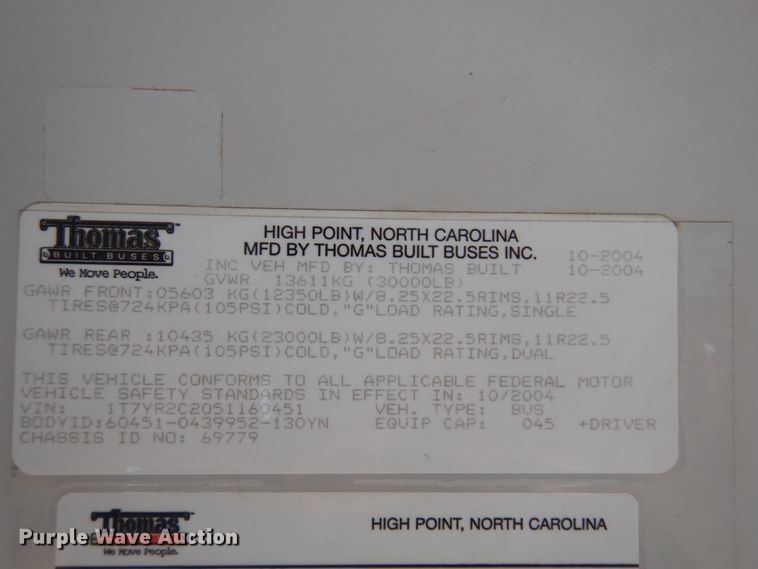 Thomas™
BUILT BUSES
We Move People.
HIGH POINT, NORTH CAROLINA
MFD BY THOMAS BUILT BUSES INC. 10-2004
INC VEH MFD BY: THOMAS BUILT 10-2004
GVWR 13611KG (30000LB)
GAWR FRONT:05603 KG(12350LB)W/8.25X22.5RIMS,11R22.5
TIRES@724KPA(105PSI)COLD,"G"LOAD RATING,SINGLE
GAWR REAR :10435 KG(23000LB)W/8.25X22.5RIMS,11R22.5
TIRES@724KPA(105PSI)COLD,"G"LOAD RATING,DUAL
THIS VEHICLE CONFORMS TO ALL APPLICABLE FEDERAL MOTOR
VEHICLE SAFETY STANDARDS IN EFFECT IN: 10/2004
VIN: 1T7YR2C2051160451 VEH. TYPE: BUS
BODYID:60451-0439952-130YN EQUIP CAP: 045 +DRIVER
CHASSIS ID NO: 69779
Thomas™
We Move People.
HIGH POINT, NORTH CAROLINA
Purple Wave Auction